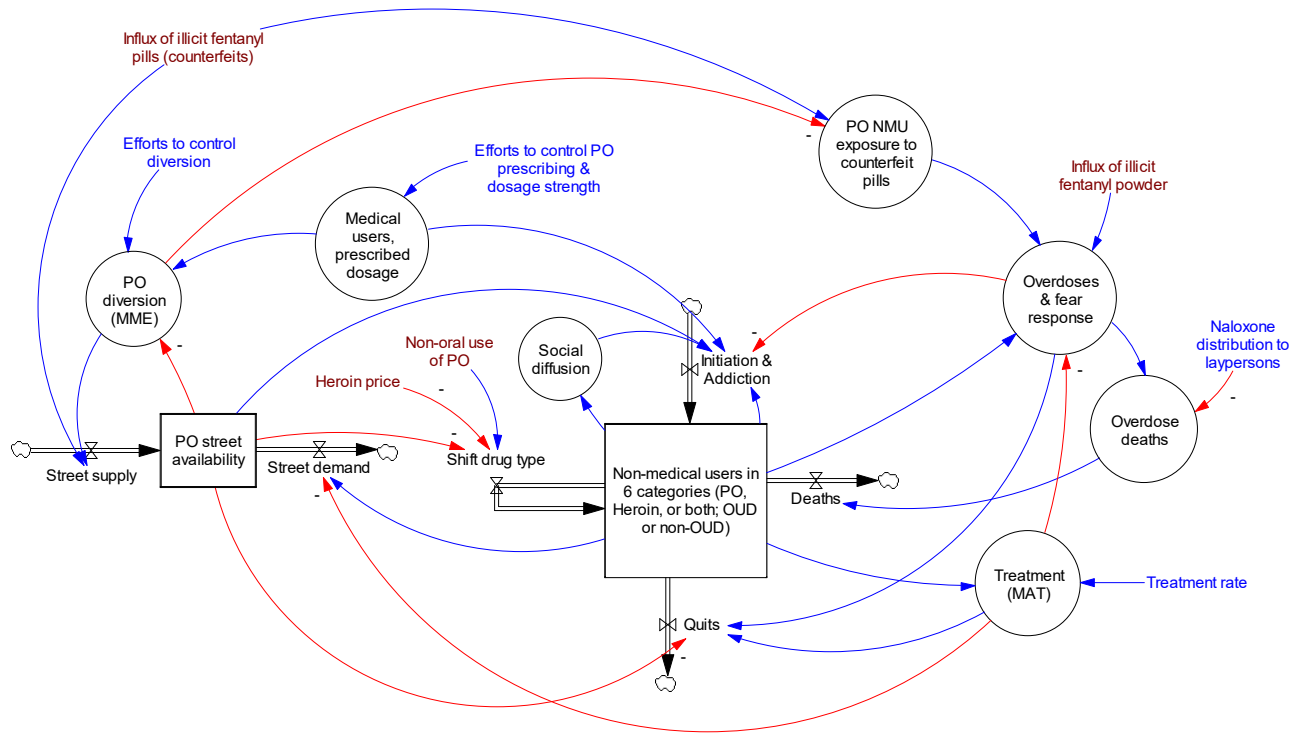 Influx of illicit fentanyl
pills (counterfeits)
Efforts to control
diversion
Efforts to control PO
prescribing &
dosage strength
PO NMU
exposure to
counterfeit
pills
-
Influx of illicit
fentanyl powder
Medical
users,
prescribed
dosage
PO
diversion
(MME)
-
Overdoses
& fear
response
-
Naloxone
distribution to
laypersons
-
Non-oral use
of PO
Heroin price
-
Social
diffusion
-
Initiation &
Addiction
Overdose
deaths
PO street
availability
Street supply
Street demand
-
-
Shift drug type
Non-medical users in
6 categories (PO,
Heroin, or both; OUD
or non-OUD)
Deaths
Treatment
(MAT)
Treatment rate
Quits
-